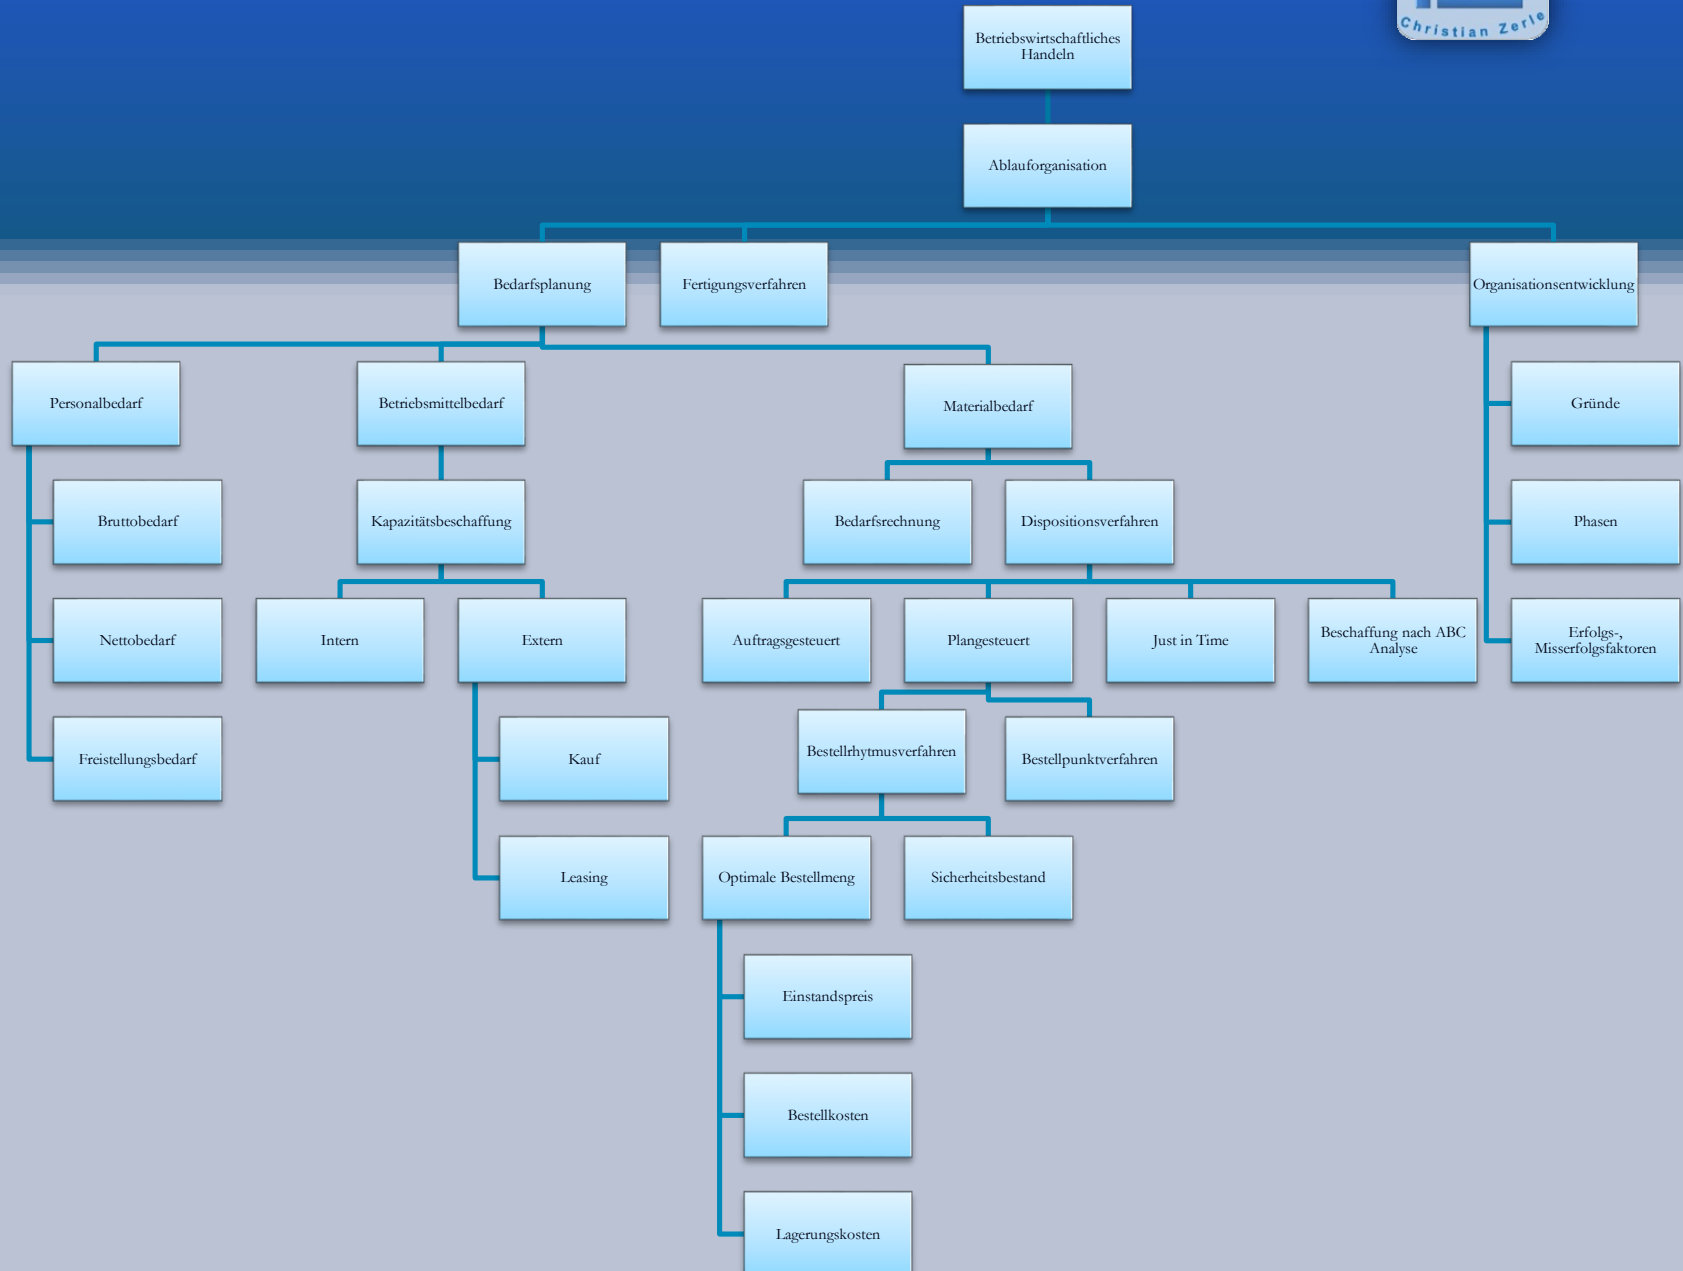 Christian Zerle
Betriebswirtschaftliches
Handeln
Ablauforganisation
Bedarfsplanung
Fertigungsverfahren
Organisationsentwicklung
Personalbedarf
Betriebsmittelbedarf
Materialbedarf
Gründe
Bruttobedarf
Kapazitätsbeschaffung
Bedarfsrechnung
Dispositionsverfahren
Phasen
Nettobedarf
Intern
Extern
Auftragsgesteuert
Plangesteuert
Just in Time
Beschaffung nach ABC
Analyse
Erfolgs-,
Misserfolgsfaktoren
Freistellungsbedarf
Kauf
Bestellrhytmusverfahren
Bestellpunktverfahren
Leasing
Optimale Bestellmeng
Sicherheitsbestand
Einstandspreis
Bestellkosten
Lagerungskosten